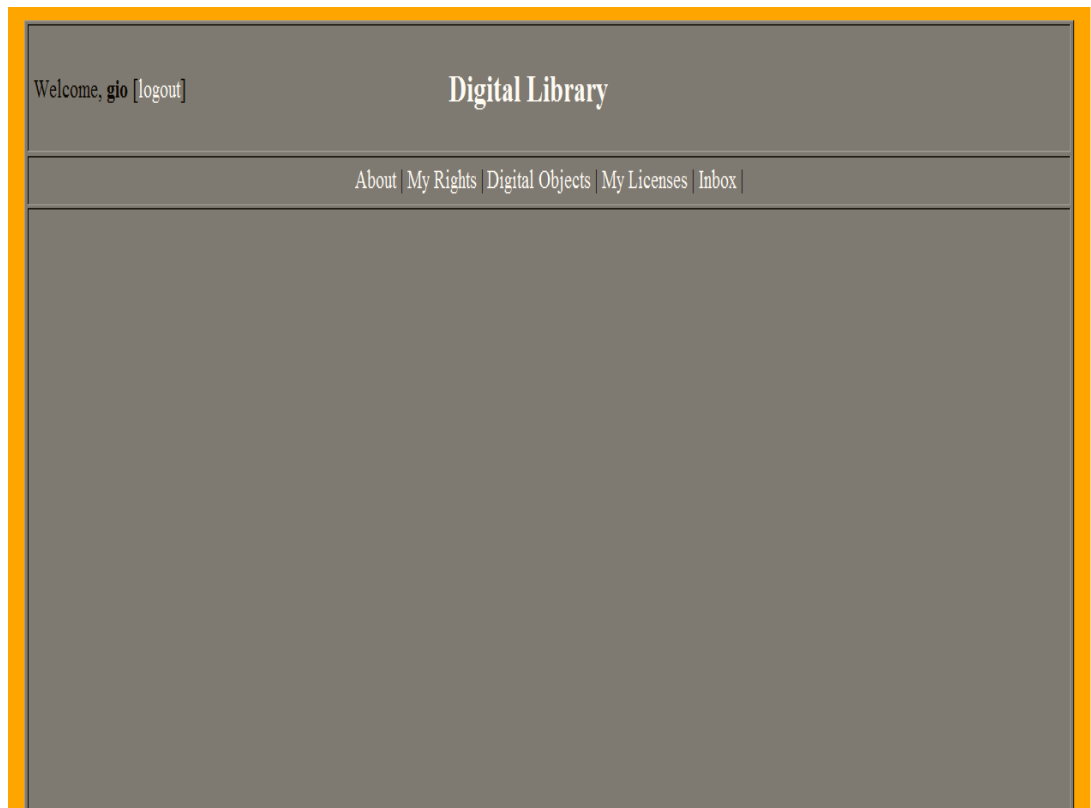 Welcome, gio [logout]
Digital Library
About | My Rights | Digital Objects | My Licenses | Inbox |